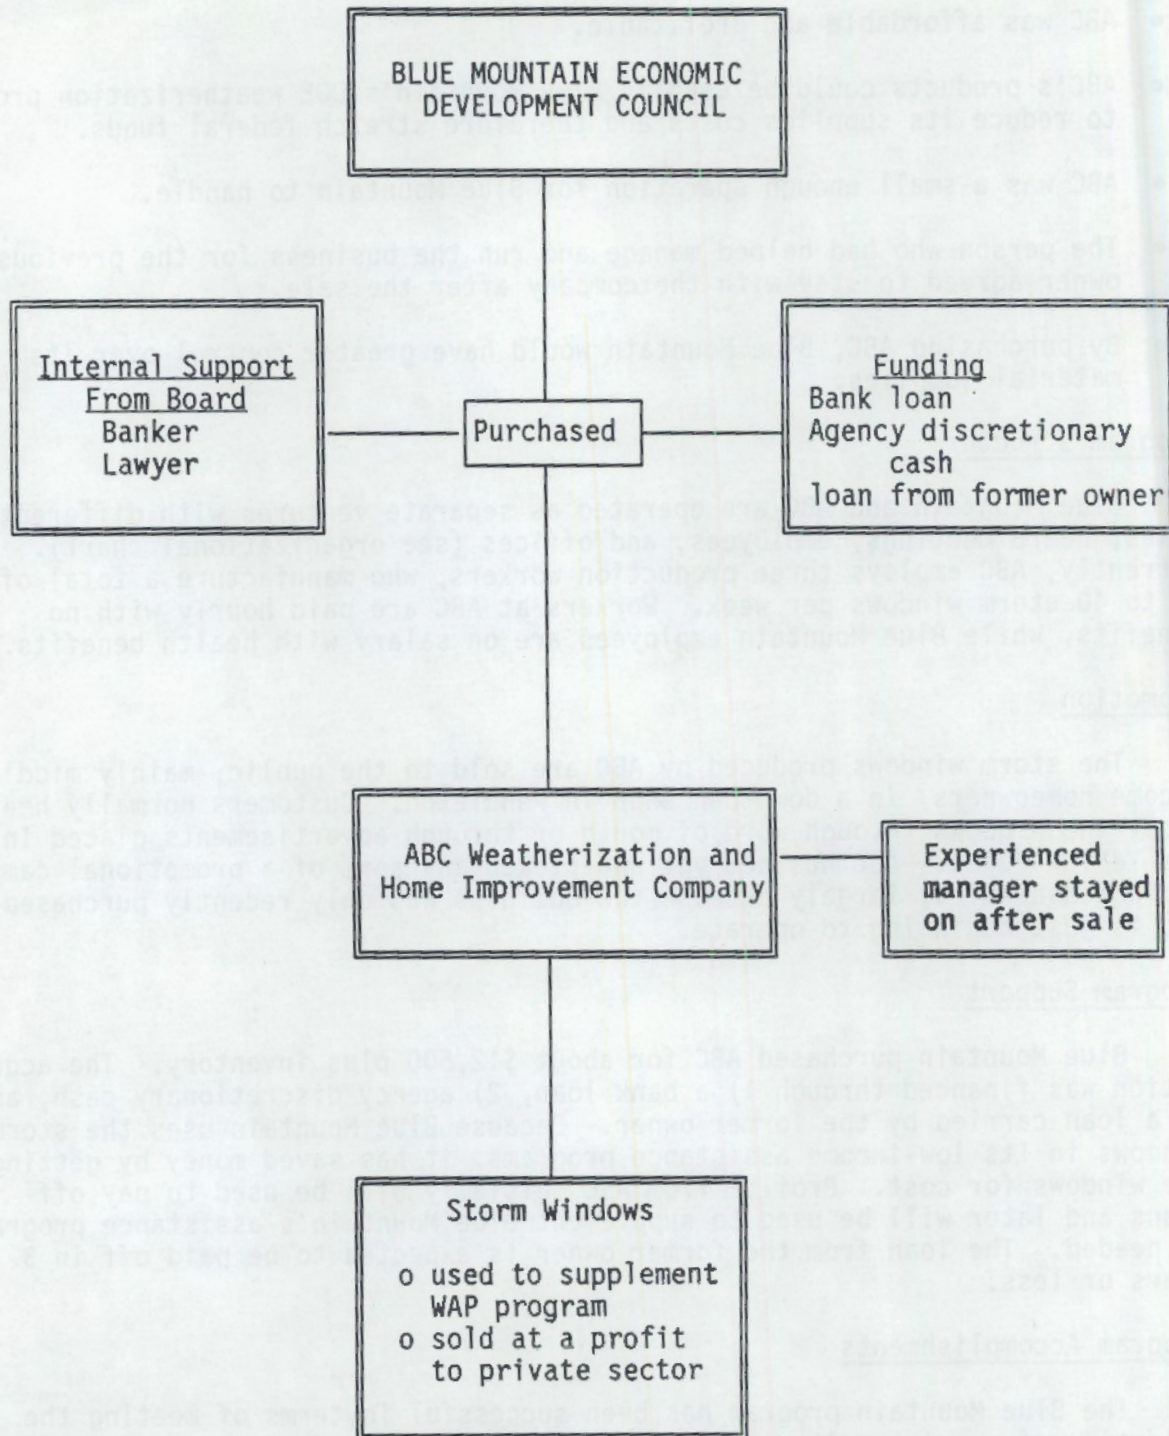 BLUE MOUNTAIN ECONOMIC
DEVELOPMENT COUNCIL
Internal Support
From Board
Banker
Lawyer
Purchased
Funding
Bank loan
Agency discretionary
cash
loan from former owner
ABC Weatherization and
Home Improvement Company
Experienced
manager stayed
on after sale
Storm Windows
o used to supplement
WAP program
o sold at a profit
to private sector